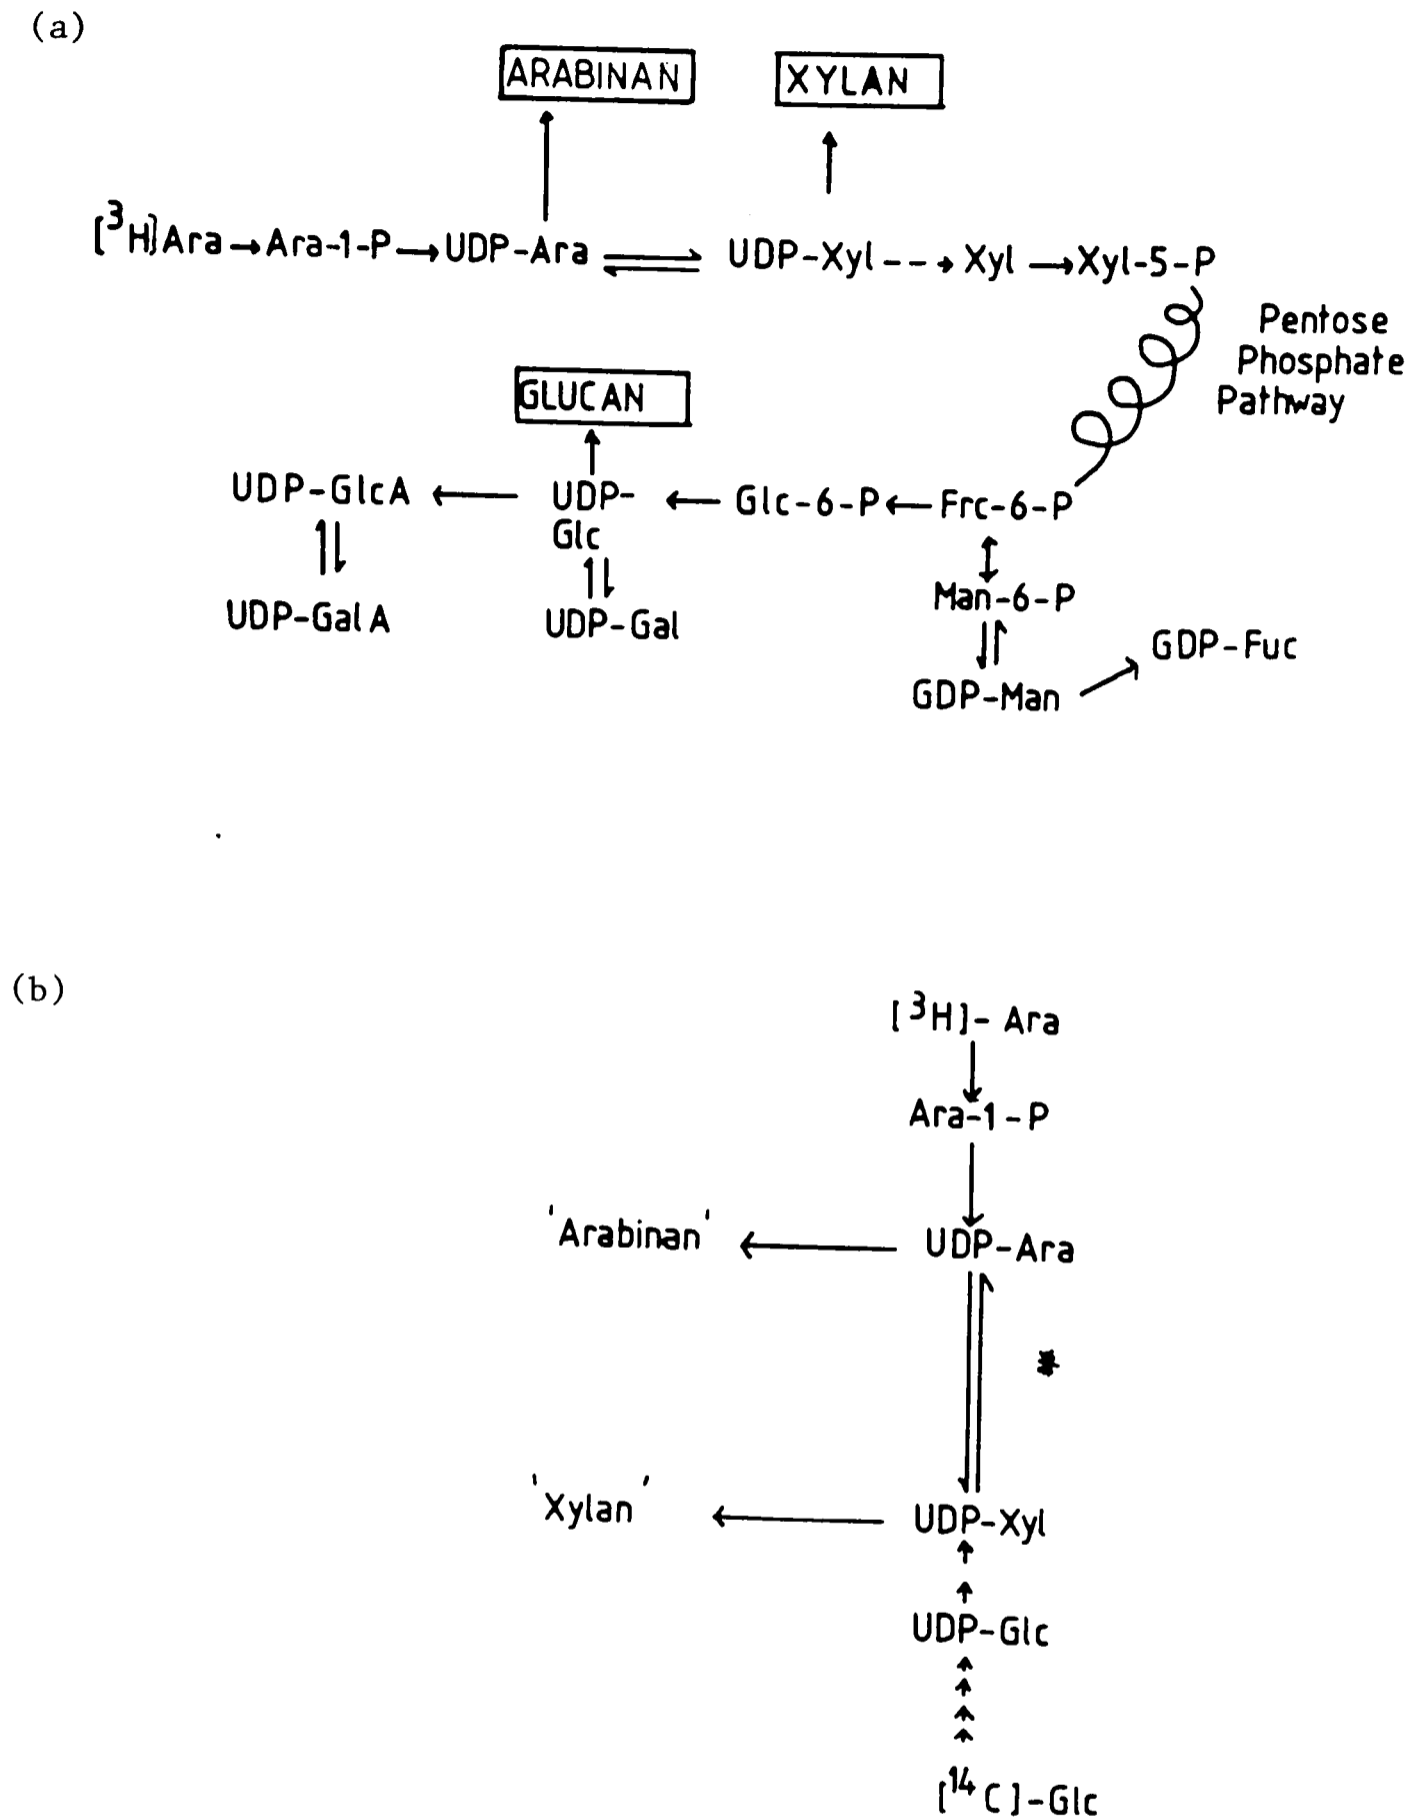 (a)
ARABINAN
XYLAN
[³H]Ara → Ara-1-P → UDP-Ara ⇌ UDP-Xyl --→ Xyl → Xyl-5-P
Pentose
Phosphate
Pathway
GLUCAN
UDP-GlcA ← UDP- ← Glc-6-P ← Frc-6-P
Glc
Man-6-P
UDP-GalA
UDP-Gal
GDP-Fuc
GDP-Man
(b)
[³H]- Ara
Ara-1-P
'Arabinan' ← UDP-Ara
*
'Xylan' ← UDP-Xyl
UDP-Glc
[¹⁴C]-Glc